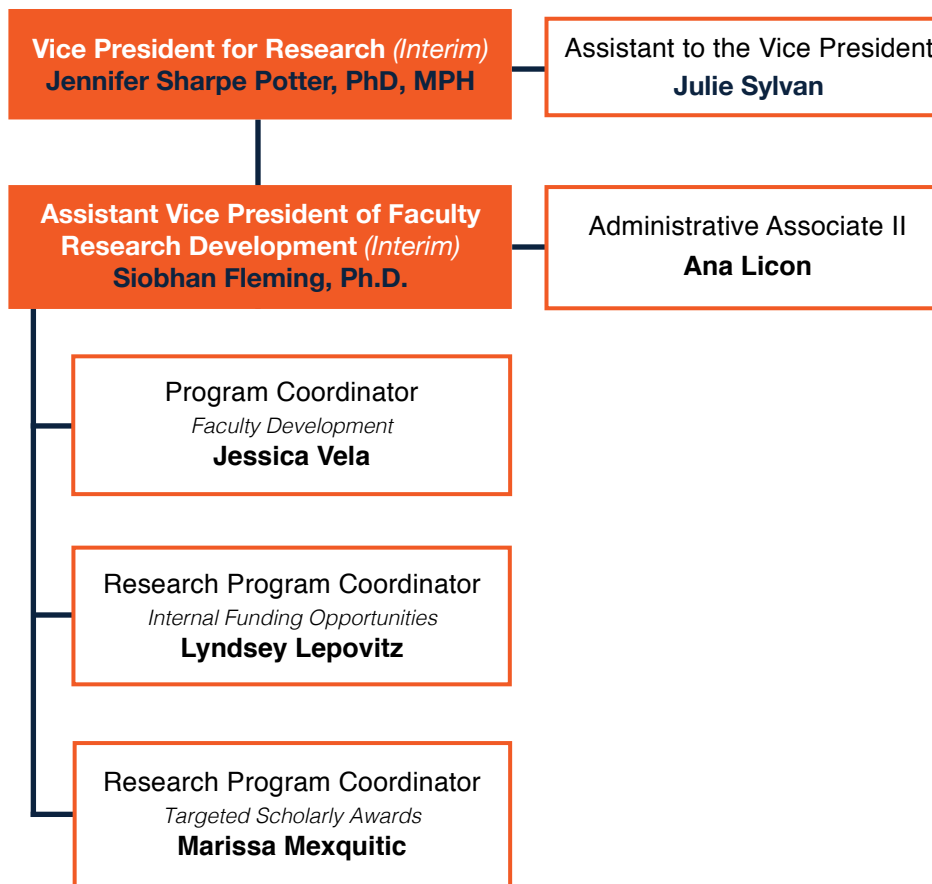 Vice President for Research (Interim)
Jennifer Sharpe Potter, PhD, MPH
Assistant to the Vice President
Julie Sylvan
Assistant Vice President of Faculty
Research Development (Interim)
Siobhan Fleming, Ph.D.
Administrative Associate II
Ana Licon
Program Coordinator
Faculty Development
Jessica Vela
Research Program Coordinator
Internal Funding Opportunities
Lyndsey Lepovitz
Research Program Coordinator
Targeted Scholarly Awards
Marissa Mexquitic